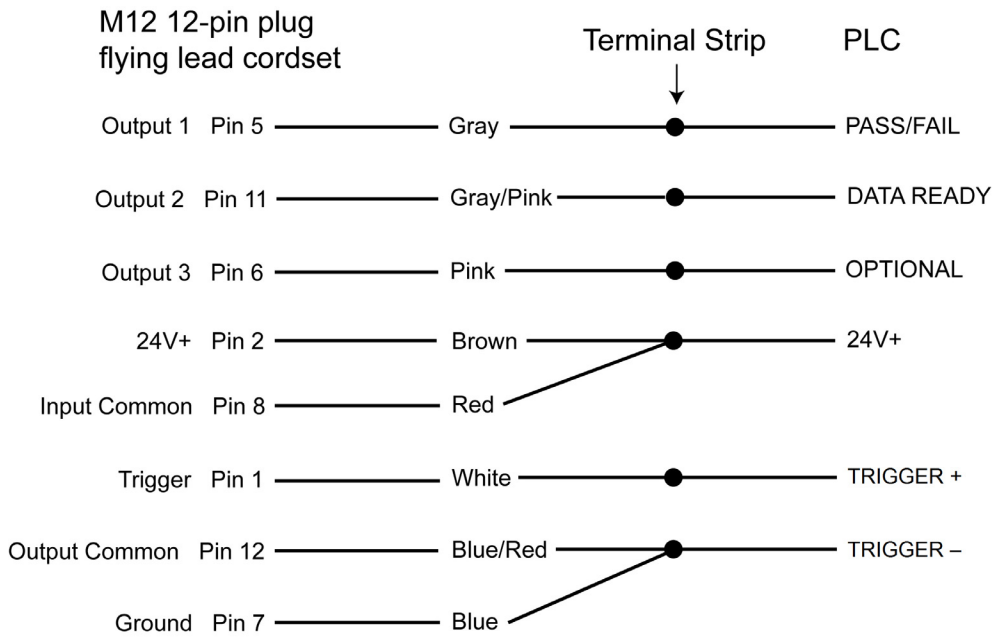 M12 12-pin plug
flying lead cordset
Terminal Strip PLC
Output 1 Pin 5 Gray PASS/FAIL
Output 2 Pin 11 Gray/Pink DATA READY
Output 3 Pin 6 Pink OPTIONAL
24V+ Pin 2 Brown 24V+
Input Common Pin 8 Red
Trigger Pin 1 White TRIGGER +
Output Common Pin 12 Blue/Red TRIGGER –
Ground Pin 7 Blue